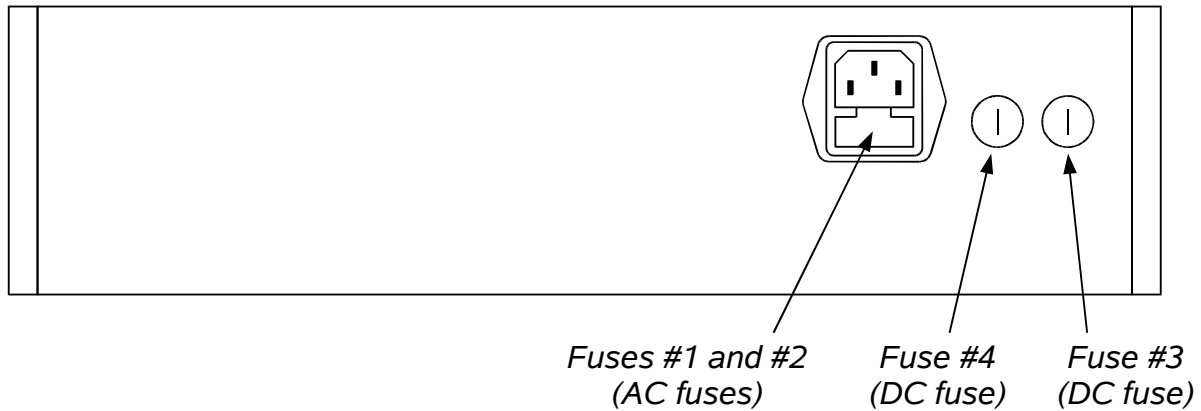 Fuses #1 and #2
(AC fuses)
Fuse #4
(DC fuse)
Fuse #3
(DC fuse)